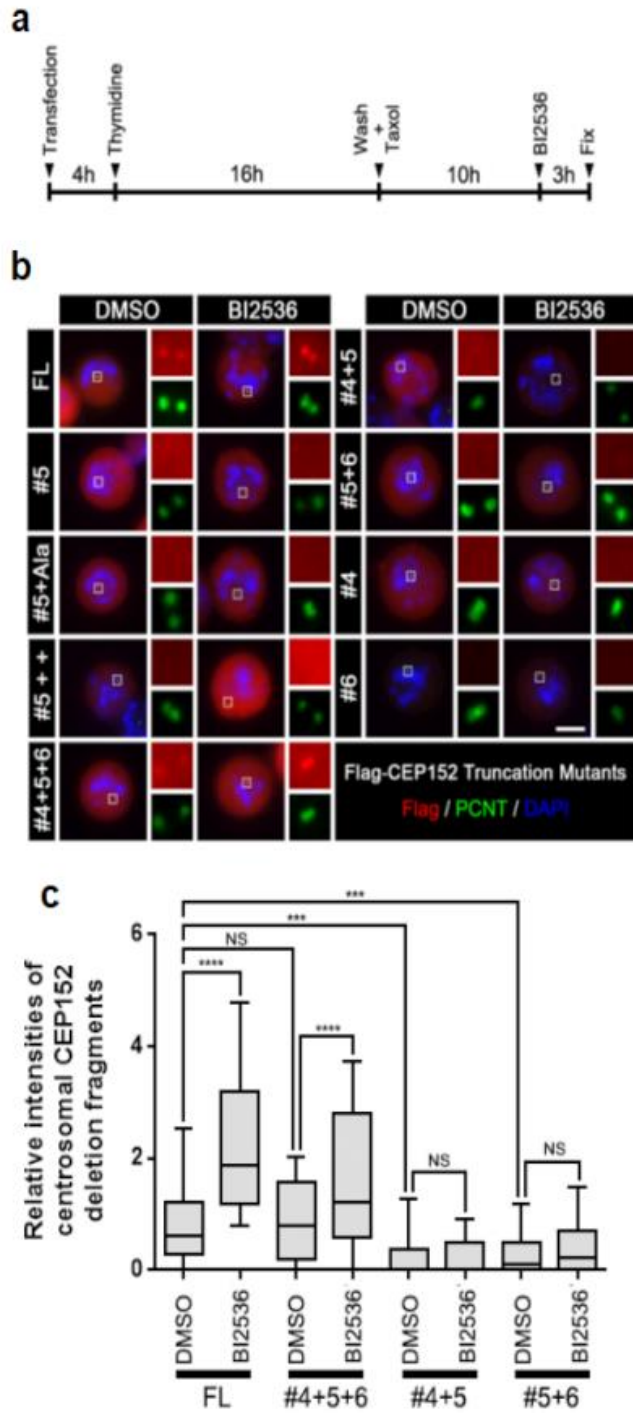 a
Transfection
Thymidine
Wash
+
Taxol
BI2536
Fix
4h
16h
10h
3h
b
DMSO
BI2536
DMSO
BI2536
FL
#4+5
#5
#5+6
#5+Ala
#4
#5 + +
#6
#4+5+6
Flag-CEP152 Truncation Mutants
Flag / PCNT / DAPI
c
Relative intensities of
centrosomal CEP152
deletion fragments
6
4
2
0
***
***
NS
****
****
NS
NS
DMSO
BI2536
DMSO
BI2536
DMSO
BI2536
DMSO
BI2536
FL
#4+5+6
#4+5
#5+6